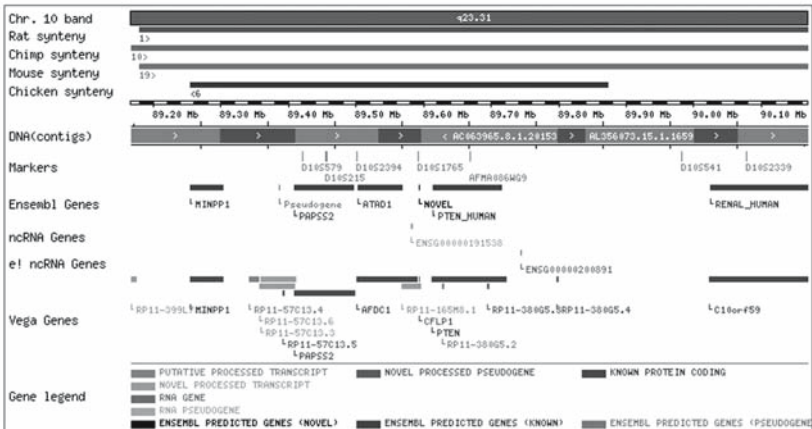 Chr. 10 band q23.31
Rat synteny 1>
Chimp synteny 10>
Mouse synteny 19>
Chicken synteny <6
89.20 Mb 89.30 Mb 89.40 Mb 89.50 Mb 89.60 Mb 89.70 Mb 89.80 Mb 89.90 Mb 90.00 Mb 90.10 Mb
DNA(contigs) > > > > < AC063965.8.1.20153 > AL356073.15.1.1659 > >
Markers D10S579 D10S2394 D10S1765 D10S541 D10S2339
D10S215 AFMA086WG9
Ensembl Genes MINPP1 Pseudogene ATAD1 NOVEL RENAL_HUMAN
PAPSS2 PTEN_HUMAN
ncRNA Genes ENSG00000191538
e! ncRNA Genes ENSG00000200891
Vega Genes RP11-399L MINPP1 RP11-57C13.4 AFDC1 RP11-165M8.1 RP11-380G5. RP11-380G5.4 C10orf59
RP11-57C13.6 CFLP1
RP11-57C13.3 PTEN
RP11-57C13.5 RP11-380G5.2
PAPSS2
Gene legend
PUTATIVE PROCESSED TRANSCRIPT NOVEL PROCESSED PSEUDOGENE KNOWN PROTEIN CODING
NOVEL PROCESSED TRANSCRIPT
RNA GENE
RNA PSEUDOGENE
ENSEMBL PREDICTED GENES (NOVEL) ENSEMBL PREDICTED GENES (KNOWN) ENSEMBL PREDICTED GENES (PSEUDOGENE